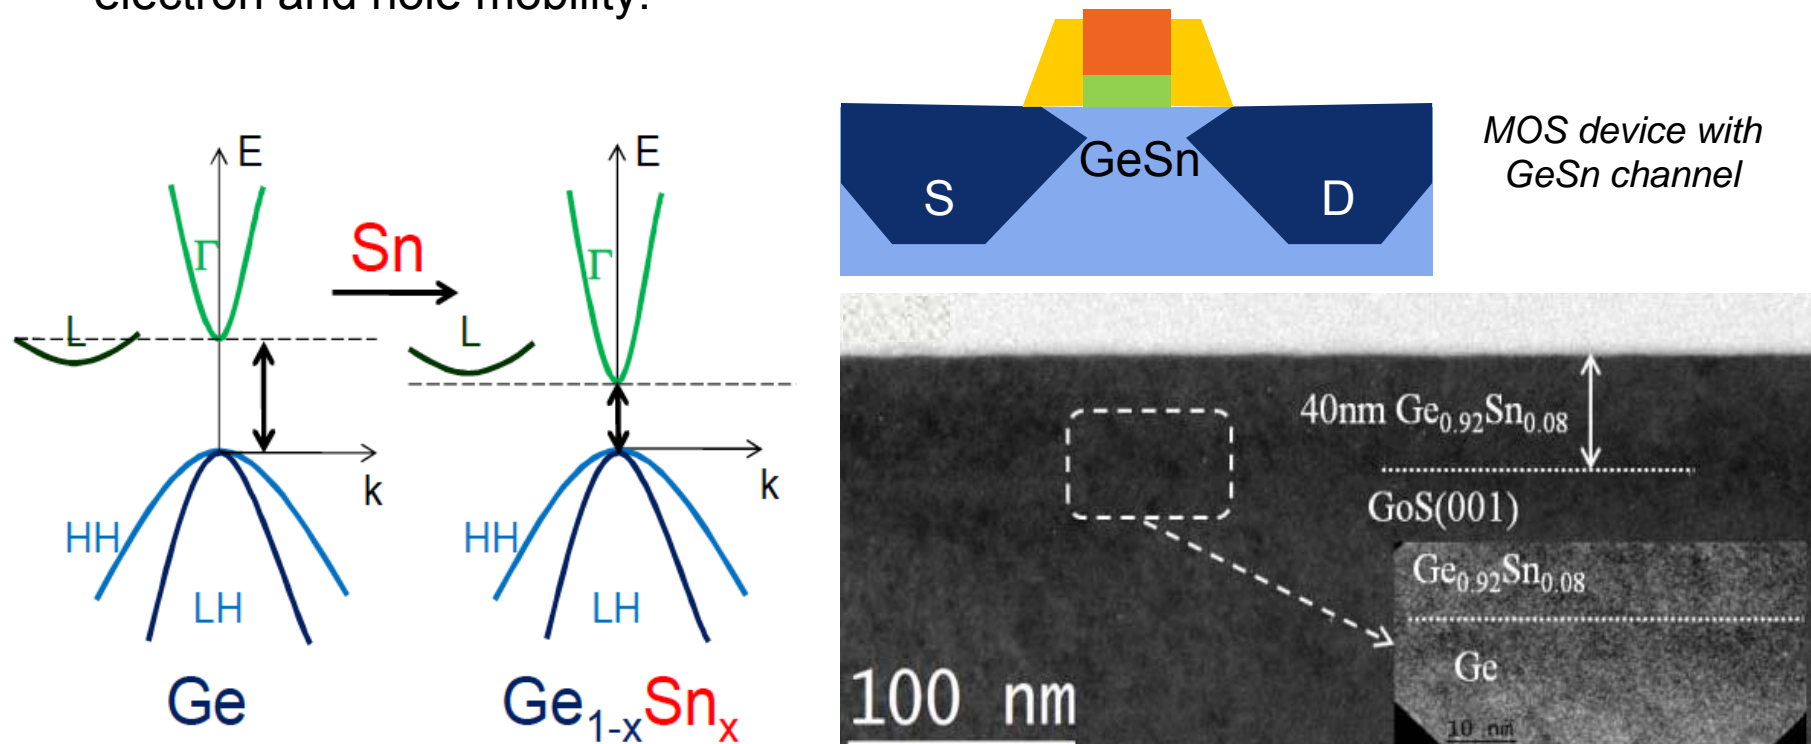 electron and hole mobility.
E
Γ
L
k
HH
LH
Ge
Sn
E
Γ
L
k
HH
LH
Ge1-xSnx
S
GeSn
D
MOS device with
GeSn channel
40nm Ge0.92Sn0.08
GoS(001)
Ge0.92Sn0.08
Ge
10 nm
100 nm